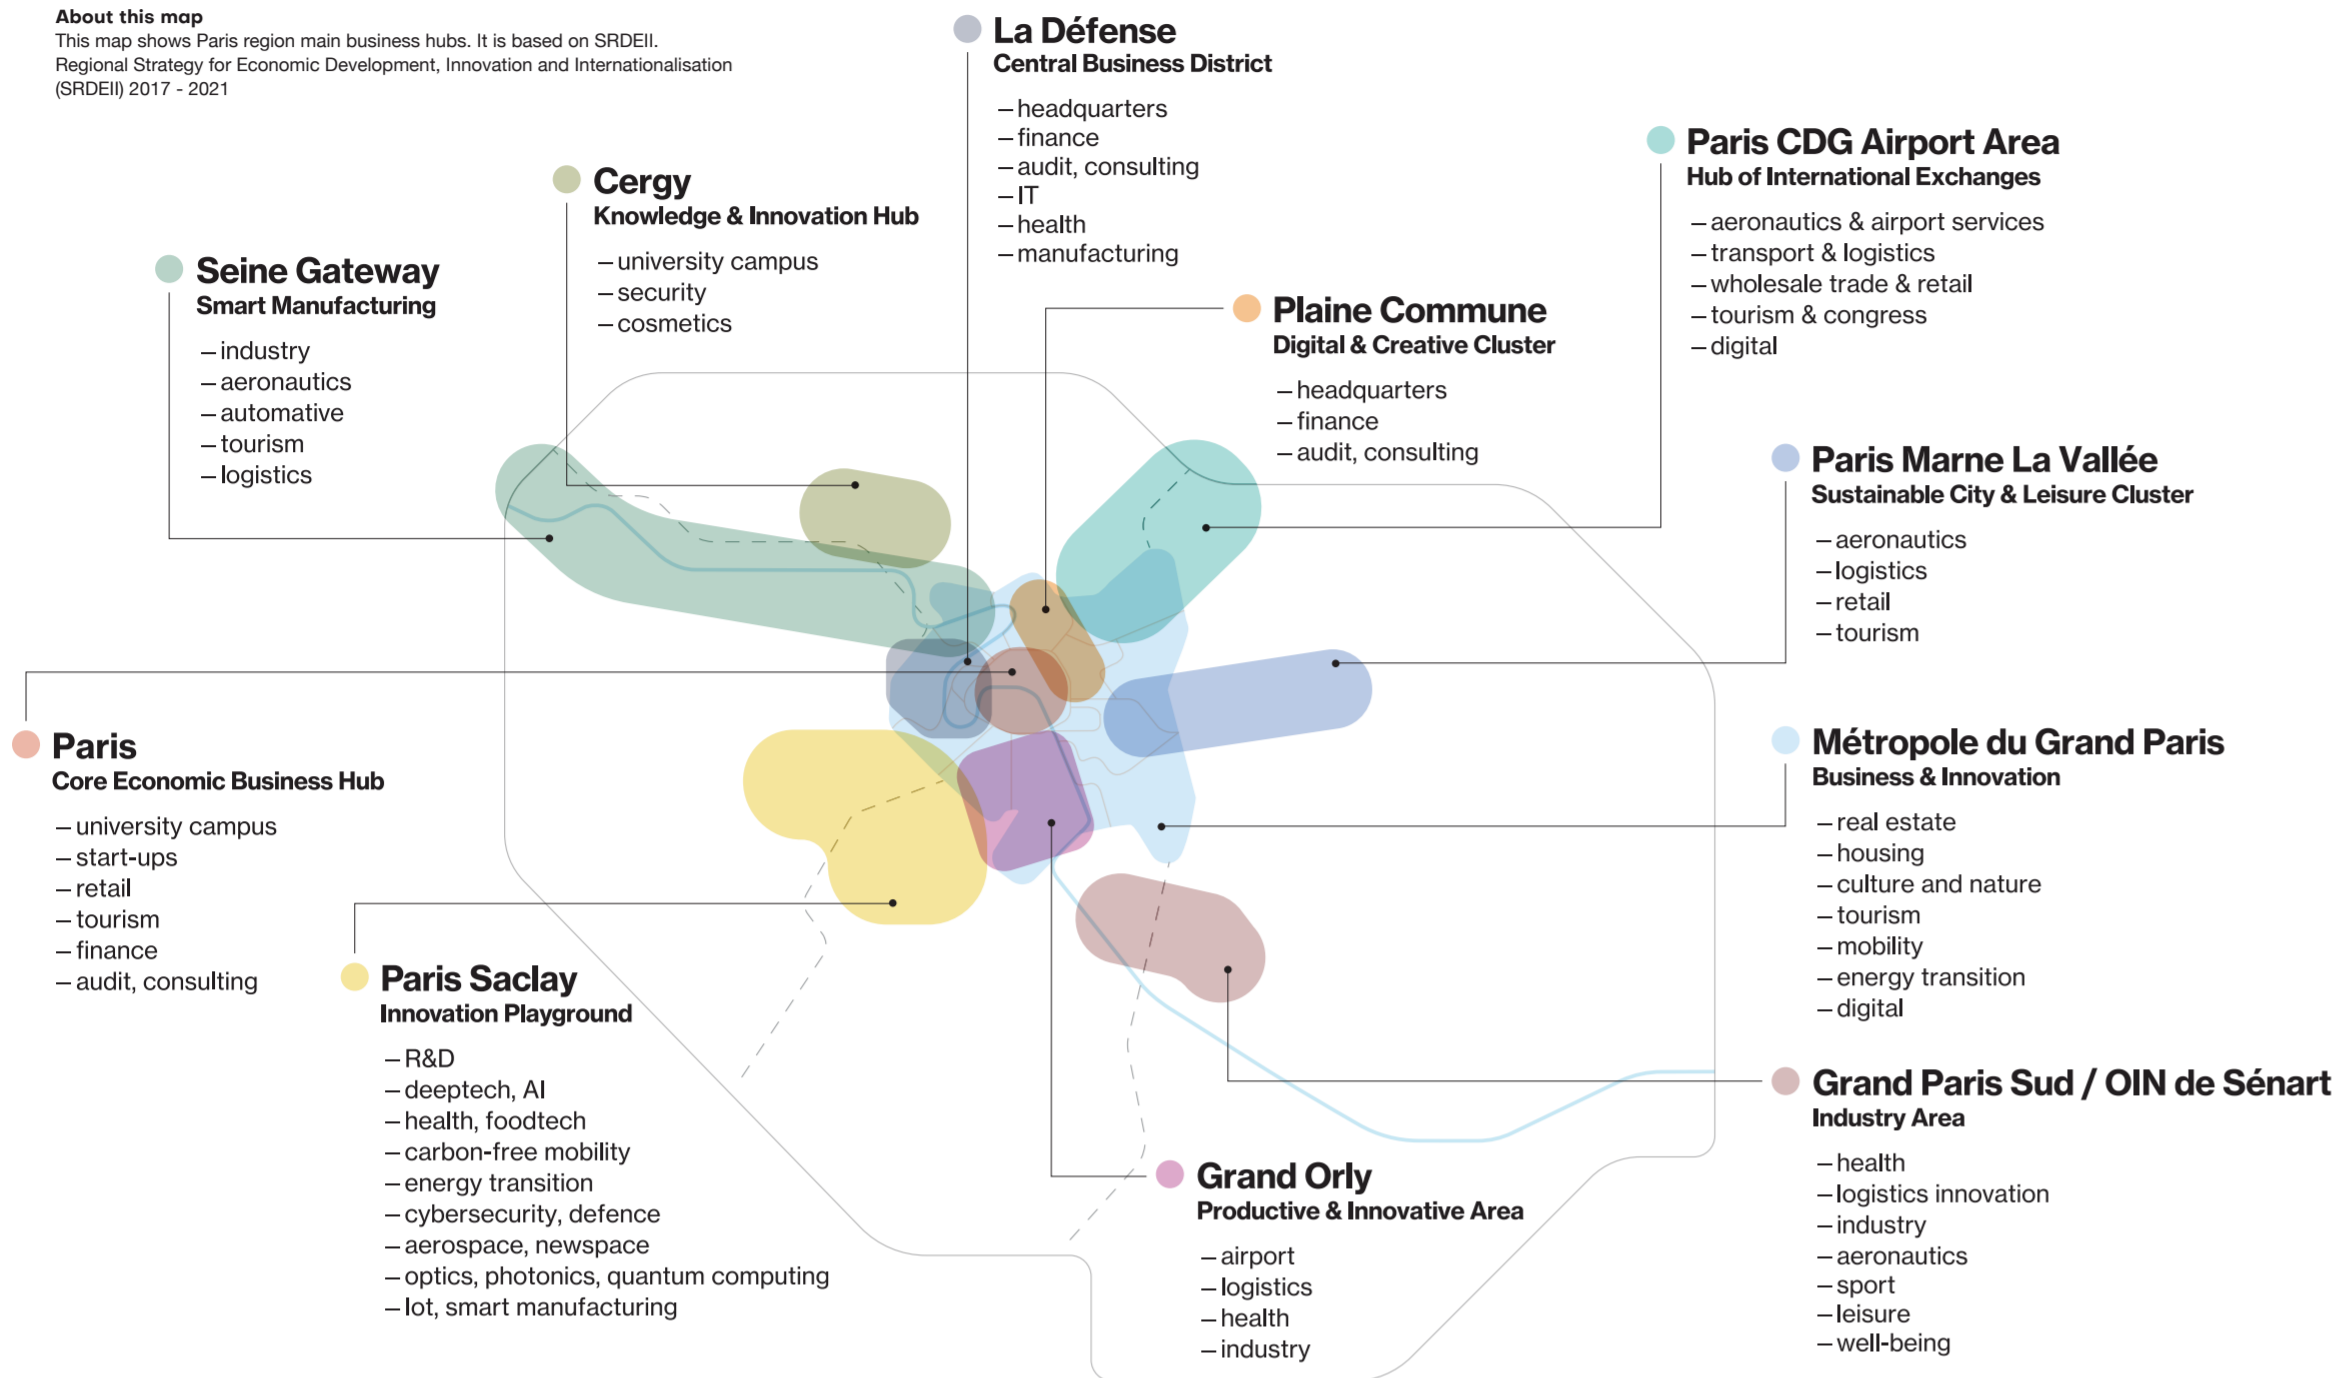 About this map
This map shows Paris region main business hubs. It is based on SRDEII.
Regional Strategy for Economic Development, Innovation and Internationalisation
(SRDEII) 2017 - 2021
La Défense
Central Business District
– headquarters
– finance
– audit, consulting
– IT
– health
– manufacturing
Paris CDG Airport Area
Hub of International Exchanges
– aeronautics & airport services
– transport & logistics
– wholesale trade & retail
– tourism & congress
– digital
Cergy
Knowledge & Innovation Hub
– university campus
– security
– cosmetics
Seine Gateway
Smart Manufacturing
– industry
– aeronautics
– automative
– tourism
– logistics
Plaine Commune
Digital & Creative Cluster
– headquarters
– finance
– audit, consulting
Paris Marne La Vallée
Sustainable City & Leisure Cluster
– aeronautics
– logistics
– retail
– tourism
Paris
Core Economic Business Hub
– university campus
– start-ups
– retail
– tourism
– finance
– audit, consulting
Métropole du Grand Paris
Business & Innovation
– real estate
– housing
– culture and nature
– tourism
– mobility
– energy transition
– digital
Paris Saclay
Innovation Playground
– R&D
– deeptech, AI
– health, foodtech
– carbon-free mobility
– energy transition
– cybersecurity, defence
– aerospace, newspace
– optics, photonics, quantum computing
– Iot, smart manufacturing
Grand Paris Sud / OIN de Sénart
Industry Area
– health
– logistics innovation
– industry
– aeronautics
– sport
– leisure
– well-being
Grand Orly
Productive & Innovative Area
– airport
– logistics
– health
– industry